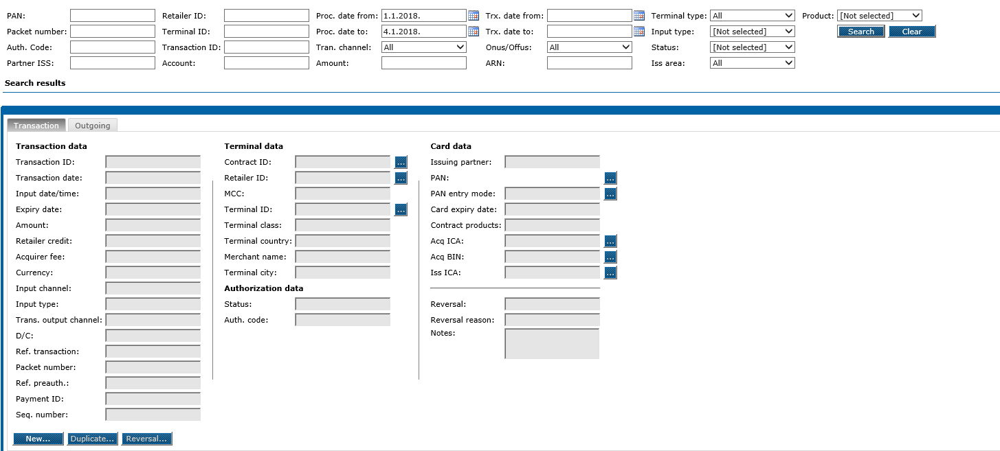 PAN: Retailer ID: Proc. date from: 1.1.2018. Trx. date from: Terminal type: All Product: [Not selected]
Packet number: Terminal ID: Proc. date to: 4.1.2018. Trx. date to: Input type: [Not selected] Search Clear
Auth. Code: Transaction ID: Tran. channel: All Onus/Offus: All Status: [Not selected]
Partner ISS: Account: Amount: ARN: Iss area: All
Search results
Transaction Outgoing
Transaction data Terminal data Card data
Transaction ID: Contract ID: ... Issuing partner:
Transaction date: Retailer ID: ... PAN: ...
Input date/time: MCC: PAN entry mode: ...
Expiry date: Terminal ID: ... Card expiry date:
Amount: Terminal class: Contract products:
Retailer credit: Terminal country: Acq ICA: ...
Acquirer fee: Merchant name: Acq BIN: ...
Currency: Terminal city: Iss ICA: ...
Input channel: Authorization data
Input type: Status: Reversal:
Trans. output channel: Auth. code: Reversal reason:
D/C: Notes:
Ref. transaction:
Packet number:
Ref. preauth.:
Payment ID:
Seq. number:
New... Duplicate... Reversal...